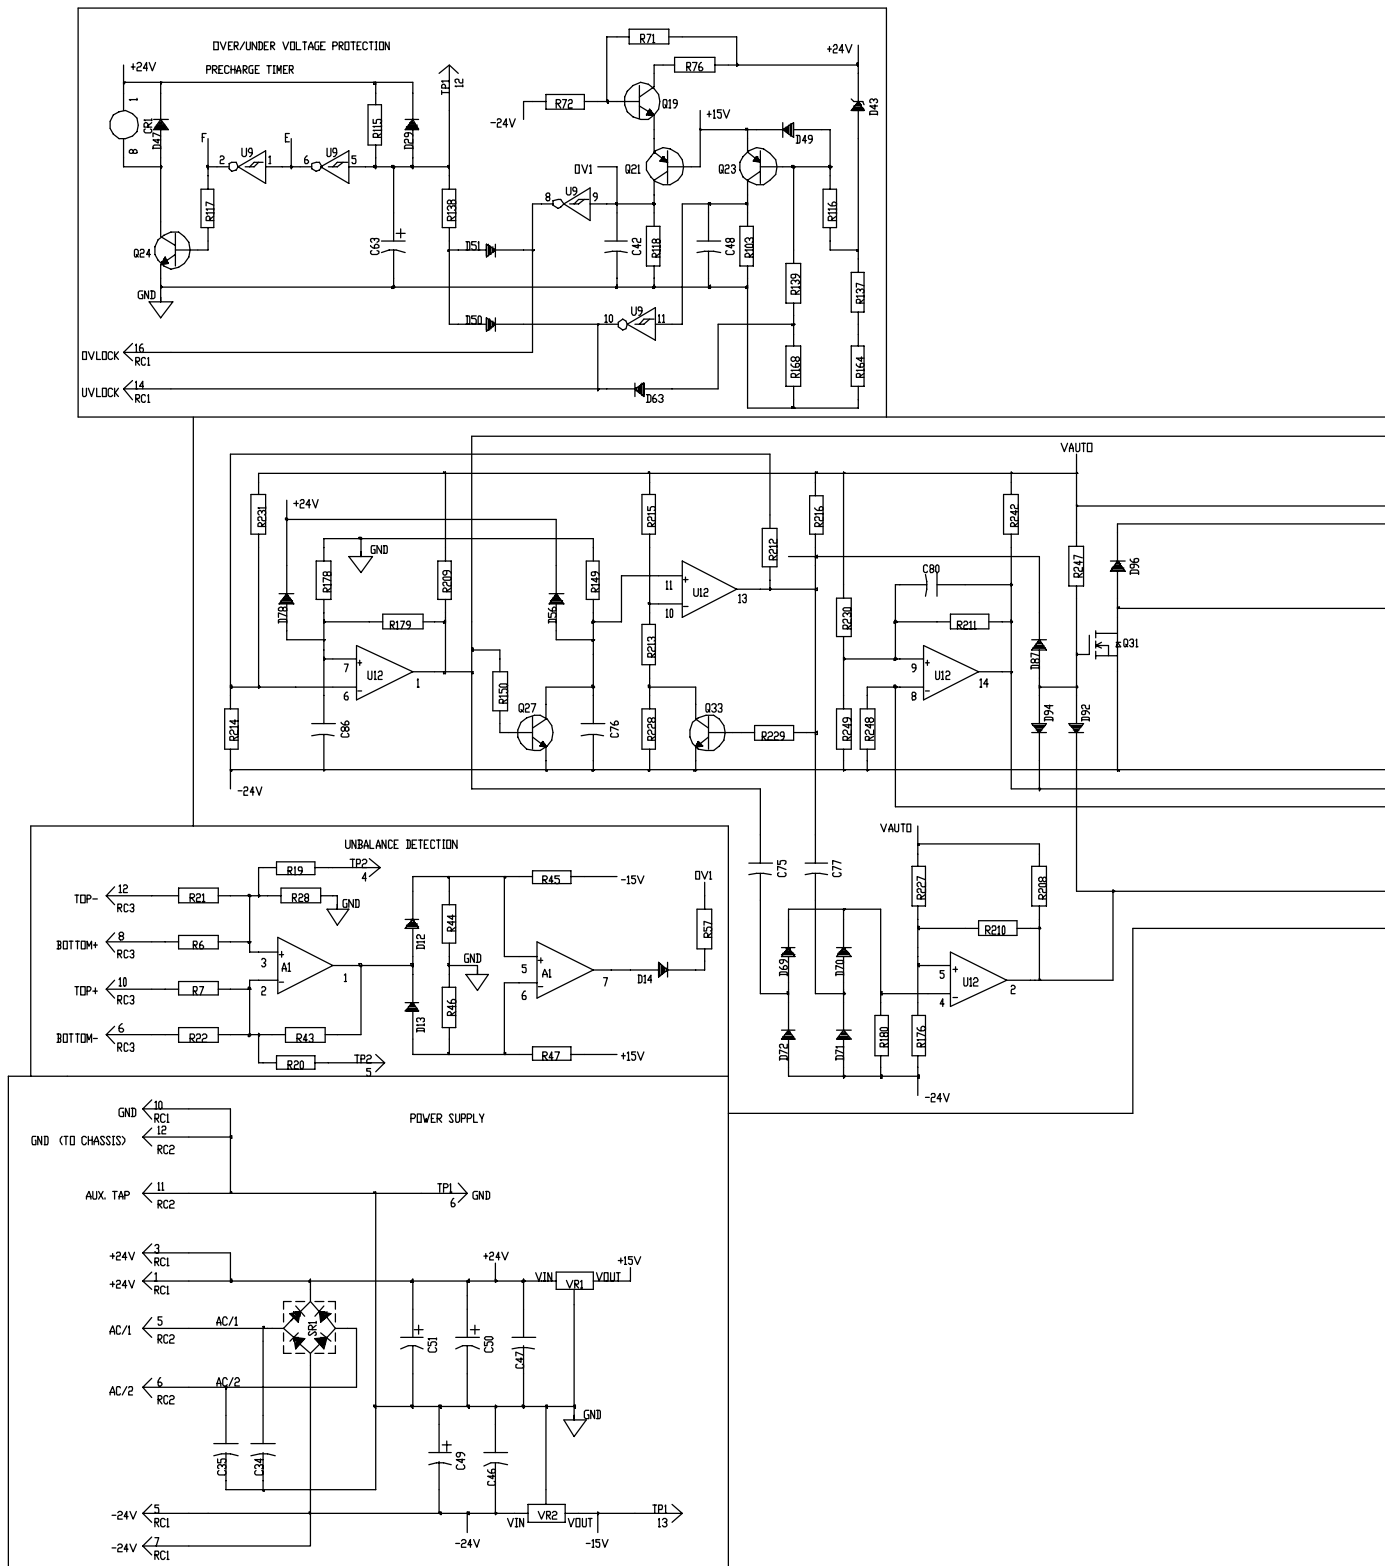 OVER/UNDER VOLTAGE PROTECTION
PRECHARGE TIMER
+24V
1
CR1
8
D47
F
E
2 U9 1
6 U9 5
R115
D29
TP1
12
R117
Q24
GND
C63
+
R138
D51
D50
R71
R76
R72
-24V
Q19
+24V
D43
+15V
D49
Q21
Q23
OV1
8 U9 9
C42
R118
C48
R103
R116
R139
R137
10 U9 11
R168
R164
D63
OVLOCK 16
RC1
UVLOCK 14
RC1
VAUTO
R231
+24V
D78
R178
GND
R209
R179
7 +
6 -
U12
1
R214
C86
-24V
D56
R149
R150
Q27
C76
R215
11 +
10 -
U12
13
R212
R213
R228
Q33
R229
R216
R230
R249
R248
C80
R211
9 +
8 -
U12
14
R242
R247
D87
D94
D92
D96
Q31
UNBALANCE DETECTION
TOP- 12
RC3
R21
R19
TP2
4
R28
GND
BOTTOM+ 8
RC3
R6
TOP+ 10
RC3
R7
BOTTOM- 6
RC3
R22
R43
R20
TP2
5
3 +
2 -
A1
1
D12
D13
R44
R46
GND
R45
-15V
R47
+15V
5 +
6 -
A1
7
D14
R57
OV1
C75
C77
D69
D70
D72
D71
R180
VAUTO
R227
R208
R210
5 +
4 -
U12
2
R176
-24V
POWER SUPPLY
GND 10
RC1
GND (TO CHASSIS) 12
RC2
AUX. TAP 11
RC2
TP1
6
GND
+24V 3
RC1
+24V 1
RC1
AC/1 5
RC2
AC/1
AC/2 6
RC2
AC/2
SR1
C35
C34
C51
+
C50
+
C47
+24V
VIN VR1 VOUT
+15V
GND
C49
+
C46
-24V 5
RC1
-24V 7
RC1
-24V
VIN VR2 VOUT
-15V
TP1
13